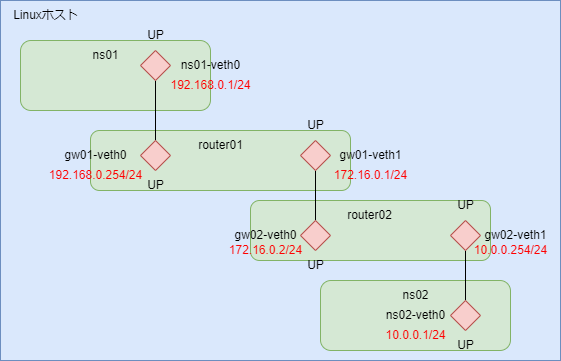 Linuxホスト
UP
ns01
ns01-veth0
192.168.0.1/24
UP
router01
gw01-veth0
gw01-veth1
192.168.0.254/24
172.16.0.1/24
UP
UP
router02
gw02-veth0
gw02-veth1
172.16.0.2/24
10.0.0.254/24
UP
ns02
ns02-veth0
10.0.0.1/24
UP